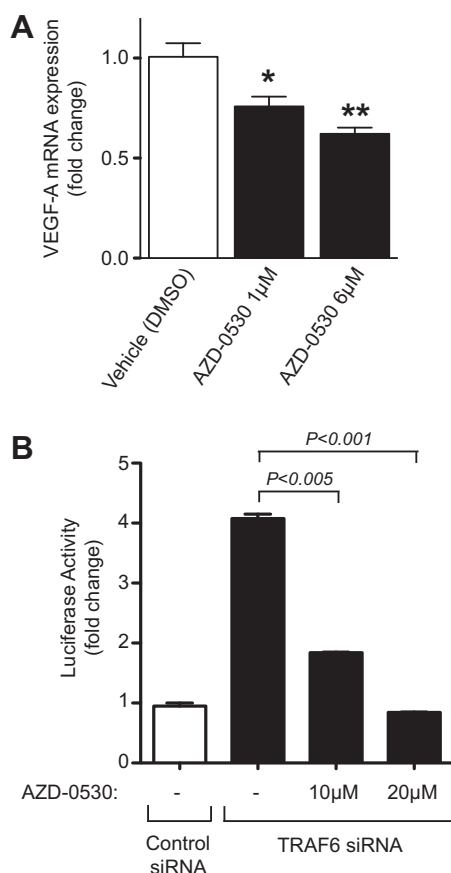 A
VEGF-A mRNA expression
(fold change)
1.0
0.5
0.0
*
**
Vehicle (DMSO)
AZD-0530 1µM
AZD-0530 6µM
B
P<0.001
P<0.005
Luciferase Activity
(fold change)
5
4
3
2
1
0
AZD-0530: - - 10µM 20µM
Control
siRNA
TRAF6 siRNA